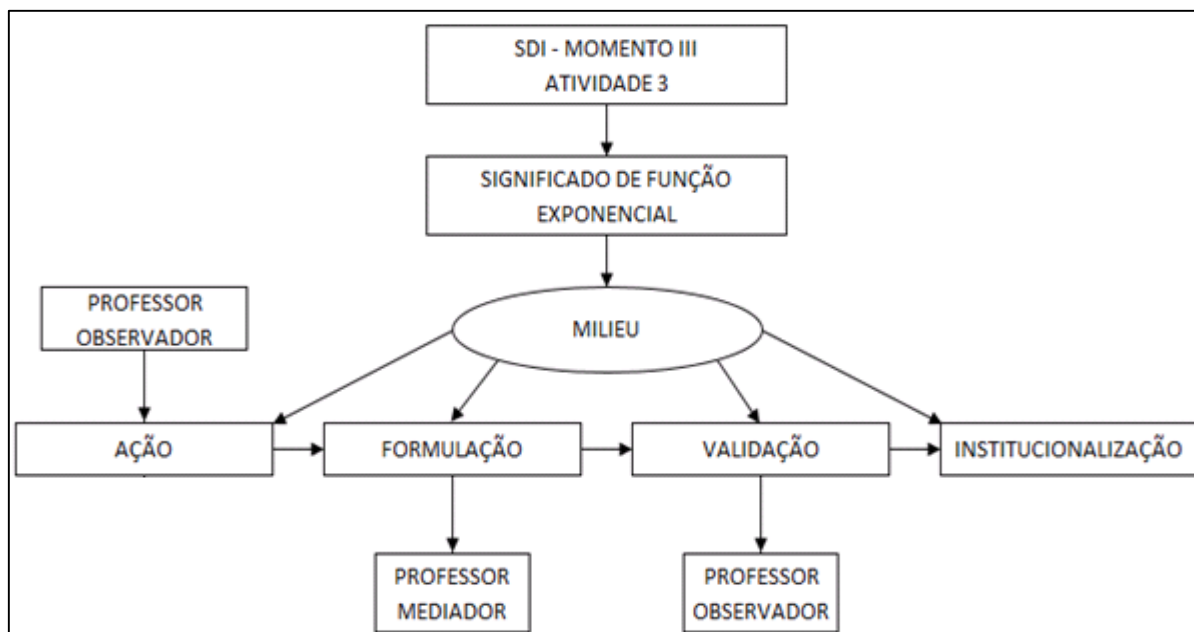 SDI - MOMENTO III
ATIVIDADE 3
SIGNIFICADO DE FUNÇÃO
EXPONENCIAL
PROFESSOR
OBSERVADOR
MILIEU
AÇÃO
FORMULAÇÃO
VALIDAÇÃO
INSTITUCIONALIZAÇÃO
PROFESSOR
MEDIADOR
PROFESSOR
OBSERVADOR